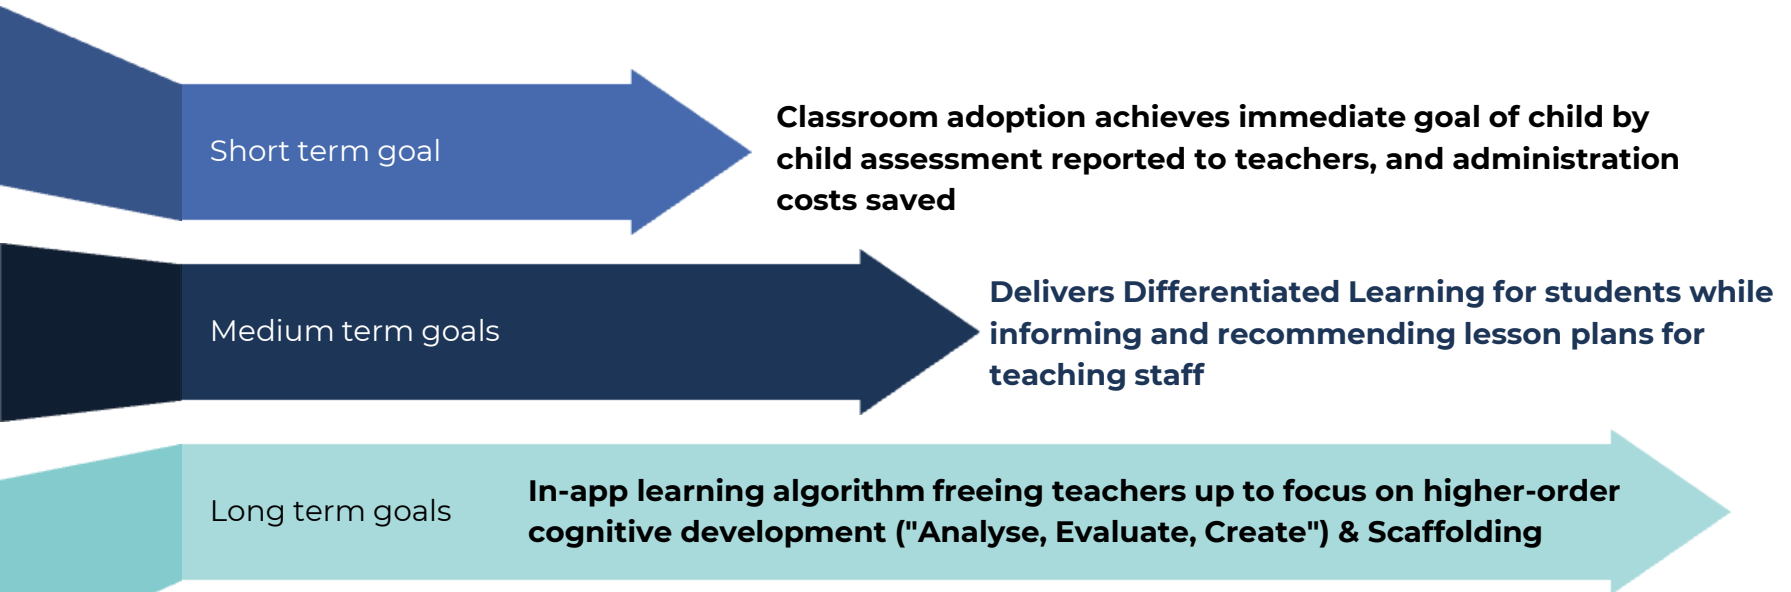 Short term goal
Classroom adoption achieves immediate goal of child by
child assessment reported to teachers, and administration
costs saved
Medium term goals
Delivers Differentiated Learning for students while
informing and recommending lesson plans for
teaching staff
Long term goals
In-app learning algorithm freeing teachers up to focus on higher-order
cognitive development ("Analyse, Evaluate, Create") & Scaffolding